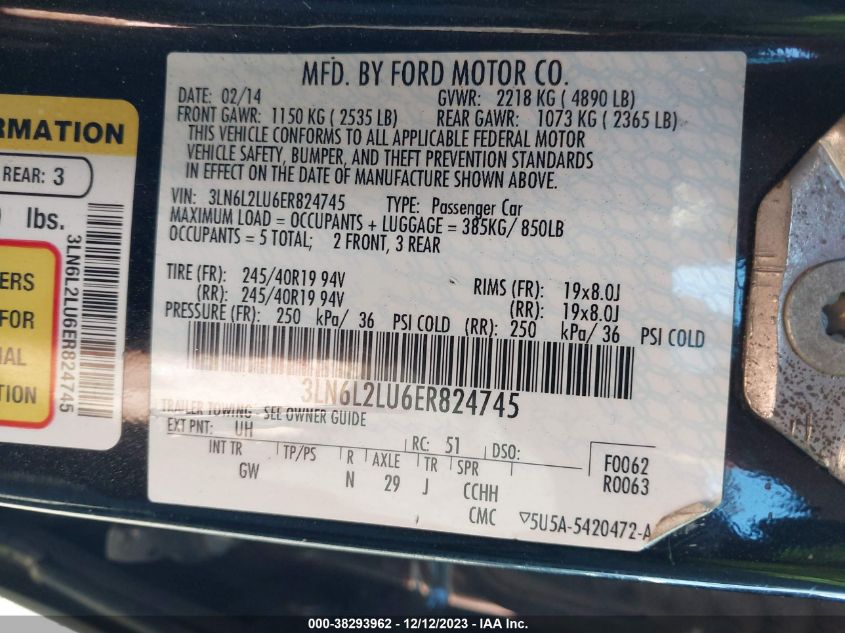 MFD. BY FORD MOTOR CO.
DATE: 02/14 GVWR: 2218 KG ( 4890 LB)
FRONT GAWR: 1150 KG ( 2535 LB) REAR GAWR: 1073 KG ( 2365 LB)
THIS VEHICLE CONFORMS TO ALL APPLICABLE FEDERAL MOTOR
VEHICLE SAFETY, BUMPER, AND THEFT PREVENTION STANDARDS
IN EFFECT ON THE DATE OF MANUFACTURE SHOWN ABOVE.
VIN: 3LN6L2LU6ER824745 TYPE: Passenger Car
MAXIMUM LOAD = OCCUPANTS + LUGGAGE = 385KG/ 850LB
OCCUPANTS = 5 TOTAL; 2 FRONT, 3 REAR
TIRE (FR): 245/40R19 94V RIMS (FR): 19x8.0J
(RR): 245/40R19 94V (RR): 19x8.0J
PRESSURE (FR): 250 kPa/ 36 PSI COLD (RR): 250 kPa/ 36 PSI COLD
3LN6L2LU6ER824745
TRAILER TOWING - SEE OWNER GUIDE
EXT PNT: UH RC: 51 DSO:
INT TR TP/PS R AXLE TR SPR F0062
GW N 29 J CCHH R0063
CMC ▽5U5A-5420472-A
RMATION
REAR: 3
lbs.
ERS
FOR
IAL
3LN6L2LU6ER824745
000-38293962 - 12/12/2023 - IAAI.com